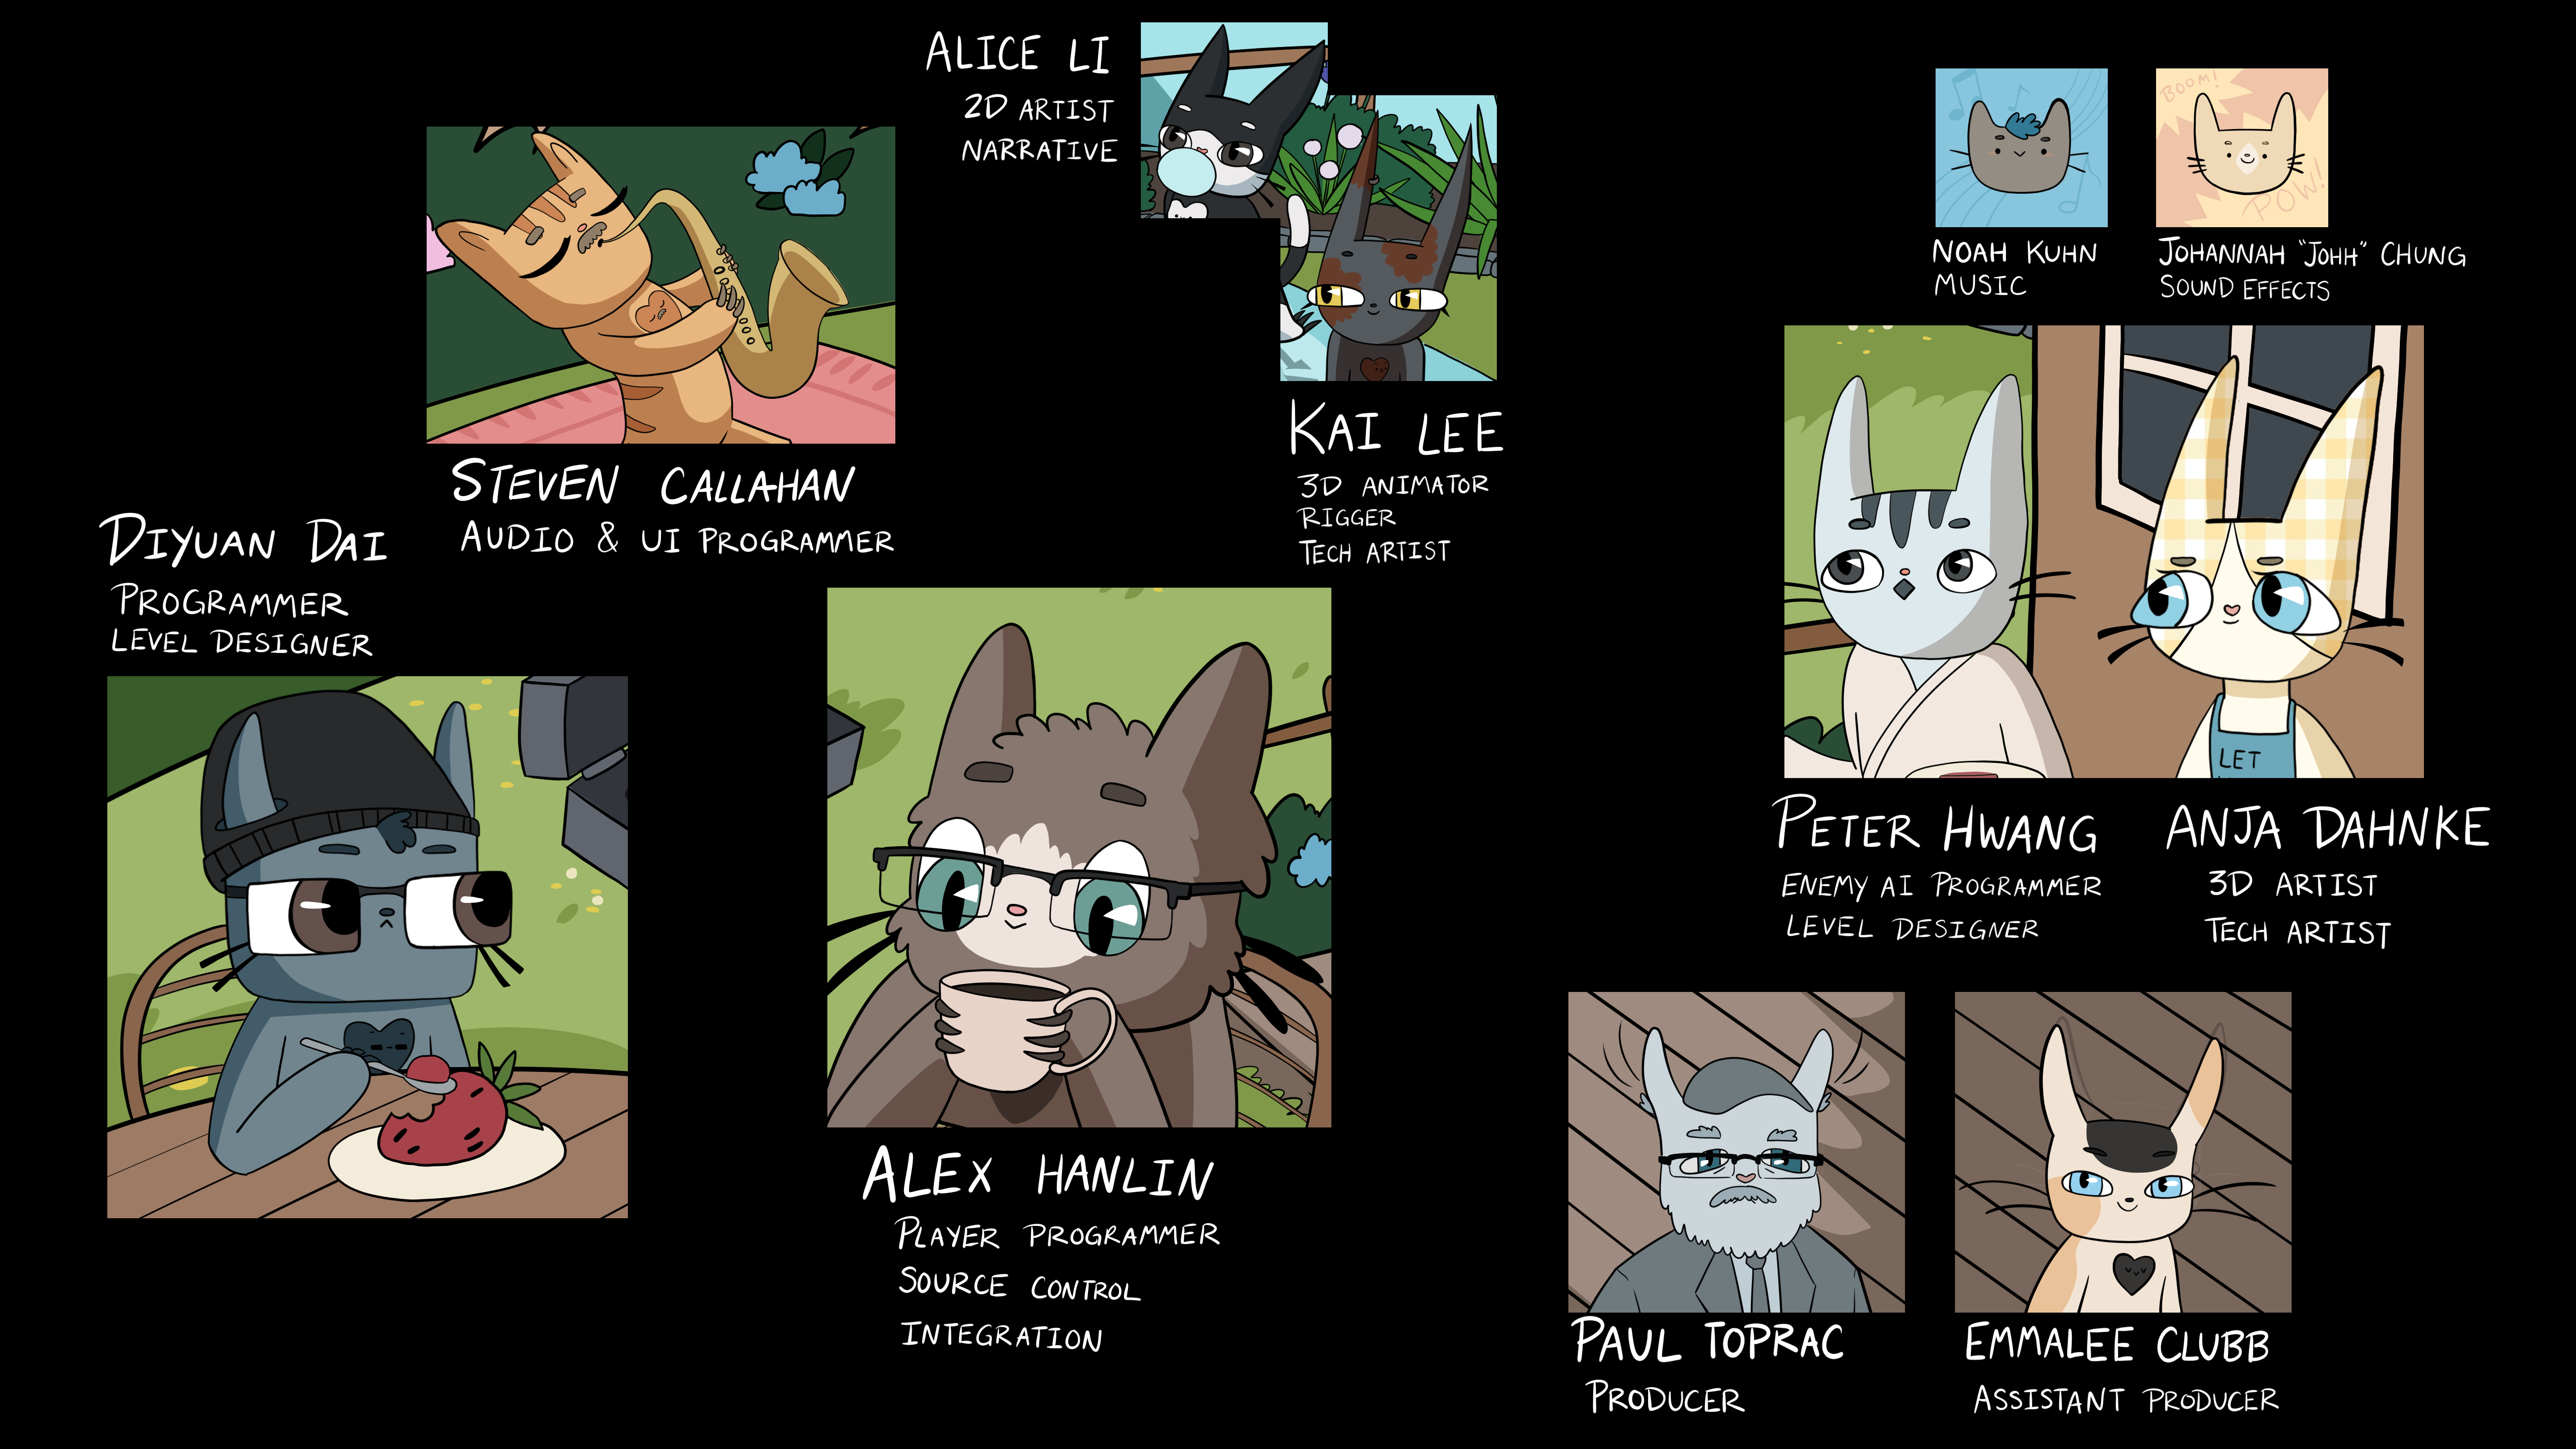 ALICE LI
2D ARTIST
NARRATIVE
BOOM!
POW!
NOAH KUHN
MUSIC
JOHANNAH "JOHH" CHUNG
SOUND EFFECTS
STEVEN CALLAHAN
AUDIO & UI PROGRAMMER
KAI LEE
3D ANIMATOR
RIGGER
TECH ARTIST
DIYUAN DAI
PROGRAMMER
LEVEL DESIGNER
LET
PETER HWANG
ENEMY AI PROGRAMMER
LEVEL DESIGNER
ANJA DAHNKE
3D ARTIST
TECH ARTIST
ALEX HANLIN
PLAYER PROGRAMMER
SOURCE CONTROL
INTEGRATION
PAUL TOPRAC
PRODUCER
EMMALEE CLUBB
ASSISTANT PRODUCER